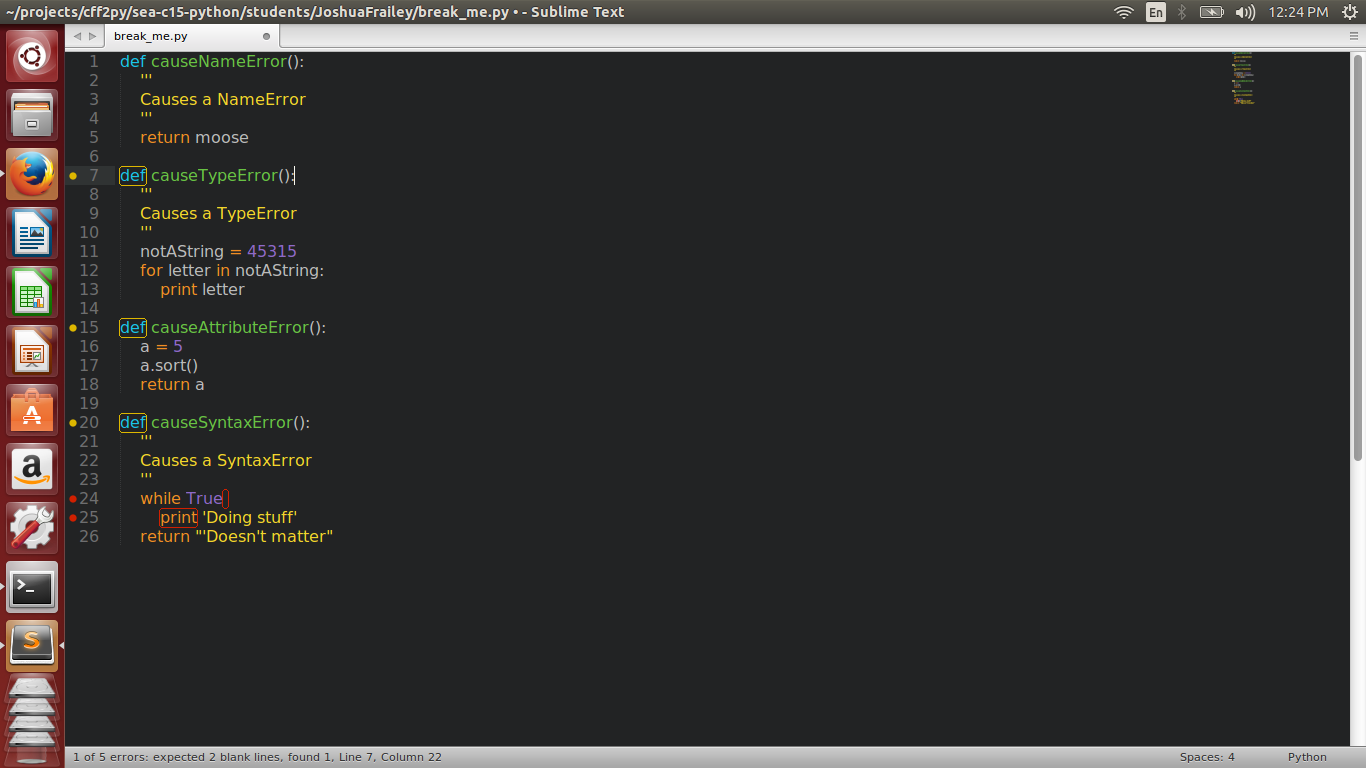 ~/projects/cff2py/sea-c15-python/students/JoshuaFrailey/break_me.py • - Sublime Text
En
12:24 PM
break_me.py
1 def causeNameError():
2 '''
3 Causes a NameError
4 '''
5 return moose
6
7 def causeTypeError():
8 '''
9 Causes a TypeError
10 '''
11 notAString = 45315
12 for letter in notAString:
13 print letter
14
15 def causeAttributeError():
16 a = 5
17 a.sort()
18 return a
19
20 def causeSyntaxError():
21 '''
22 Causes a SyntaxError
23 '''
24 while True
25 print 'Doing stuff'
26 return "'Doesn't matter"
1 of 5 errors: expected 2 blank lines, found 1, Line 7, Column 22
Spaces: 4
Python